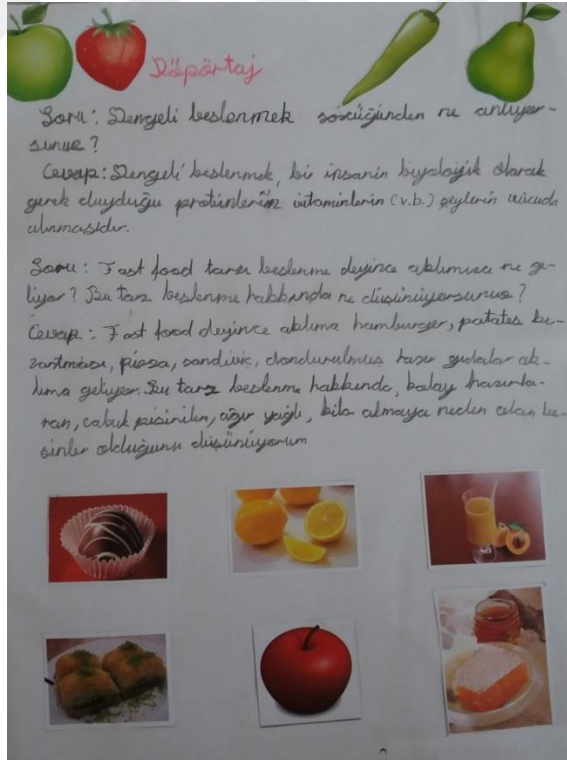 Röpörtaj
Soru: Dengeli beslenmek sözcüğünden ne anlıyor-
sunuz?
Cevap: Dengeli beslenmek, bir insanın biyolojik olarak
gerek duyduğu proteinlerin vitaminlerin (v.b.) şeylerin vücuda
alınmasıdır.
Soru: Fast food tarzı beslenme deyince aklımıza ne ge-
liyor? Bu tarz beslenme hakkında ne düşünüyorsunuz?
Cevap: Fast food deyince aklıma hamburger, patates kı-
zartması, pizza, sandiviç, dondurulmuş hazır gıdalar ak-
lıma geliyor. Bu tarz beslenme hakkında, kolay hazırla-
nan, çabuk pişirilen, ağır yağlı, kilo almaya neden olan be-
sinler olduğunu düşünüyorum